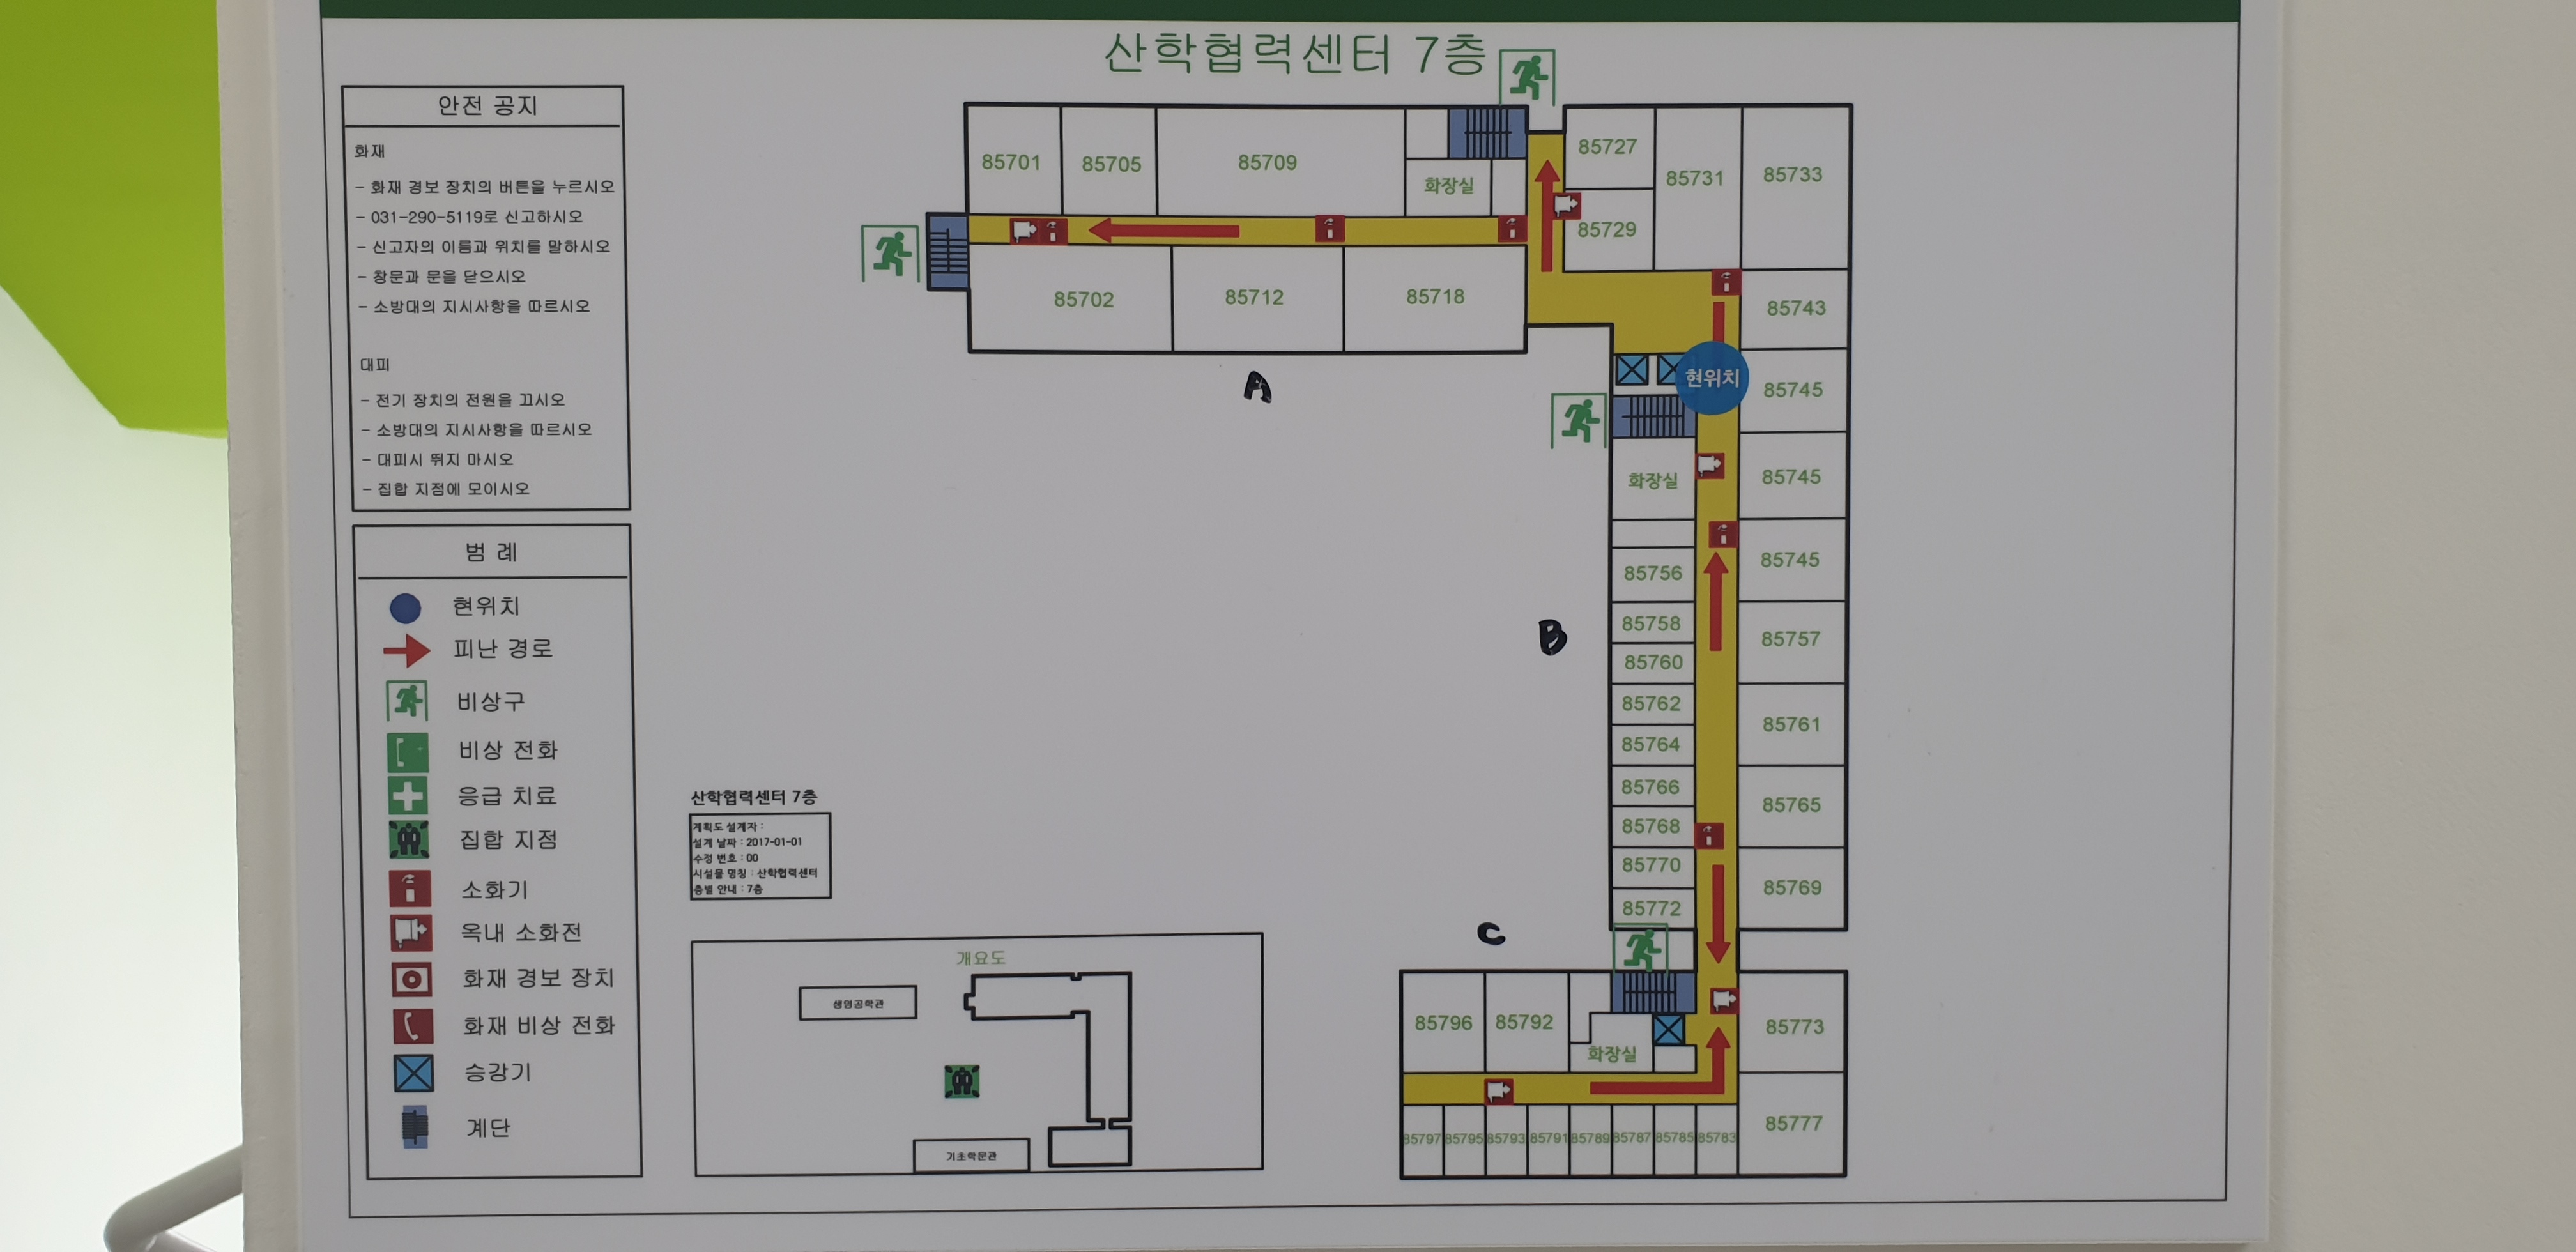 산학협력센터 7층
안전 공지
화재
- 화재 경보 장치의 버튼을 누르시오
- 031-290-5119로 신고하시오
- 신고자의 이름과 위치를 말하시오
- 창문과 문을 닫으시오
- 소방대의 지시사항을 따르시오
대피
- 전기 장치의 전원을 끄시오
- 소방대의 지시사항을 따르시오
- 대피시 뛰지 마시오
- 집합 지점에 모이시오
범 례
현위치
피난 경로
비상구
비상 전화
응급 치료
집합 지점
소화기
옥내 소화전
화재 경보 장치
화재 비상 전화
승강기
계단
85701
85705
85709
화장실
85702
85712
85718
A
85727
85729
85731
85733
85743
현위치
85745
85745
화장실
85745
85756
85758
85757
B
85760
85762
85761
85764
85766
85765
85768
85770
85769
85772
C
85796
85792
화장실
85773
85777
85797
85795
85793
85791
85789
85787
85785
85783
산학협력센터 7층
계획도 설계자 :
설계 날짜 : 2017-01-01
수정 번호 : 00
시설물 명칭 : 산학협력센터
층별 안내 : 7층
개요도
생명공학관
기초학문관